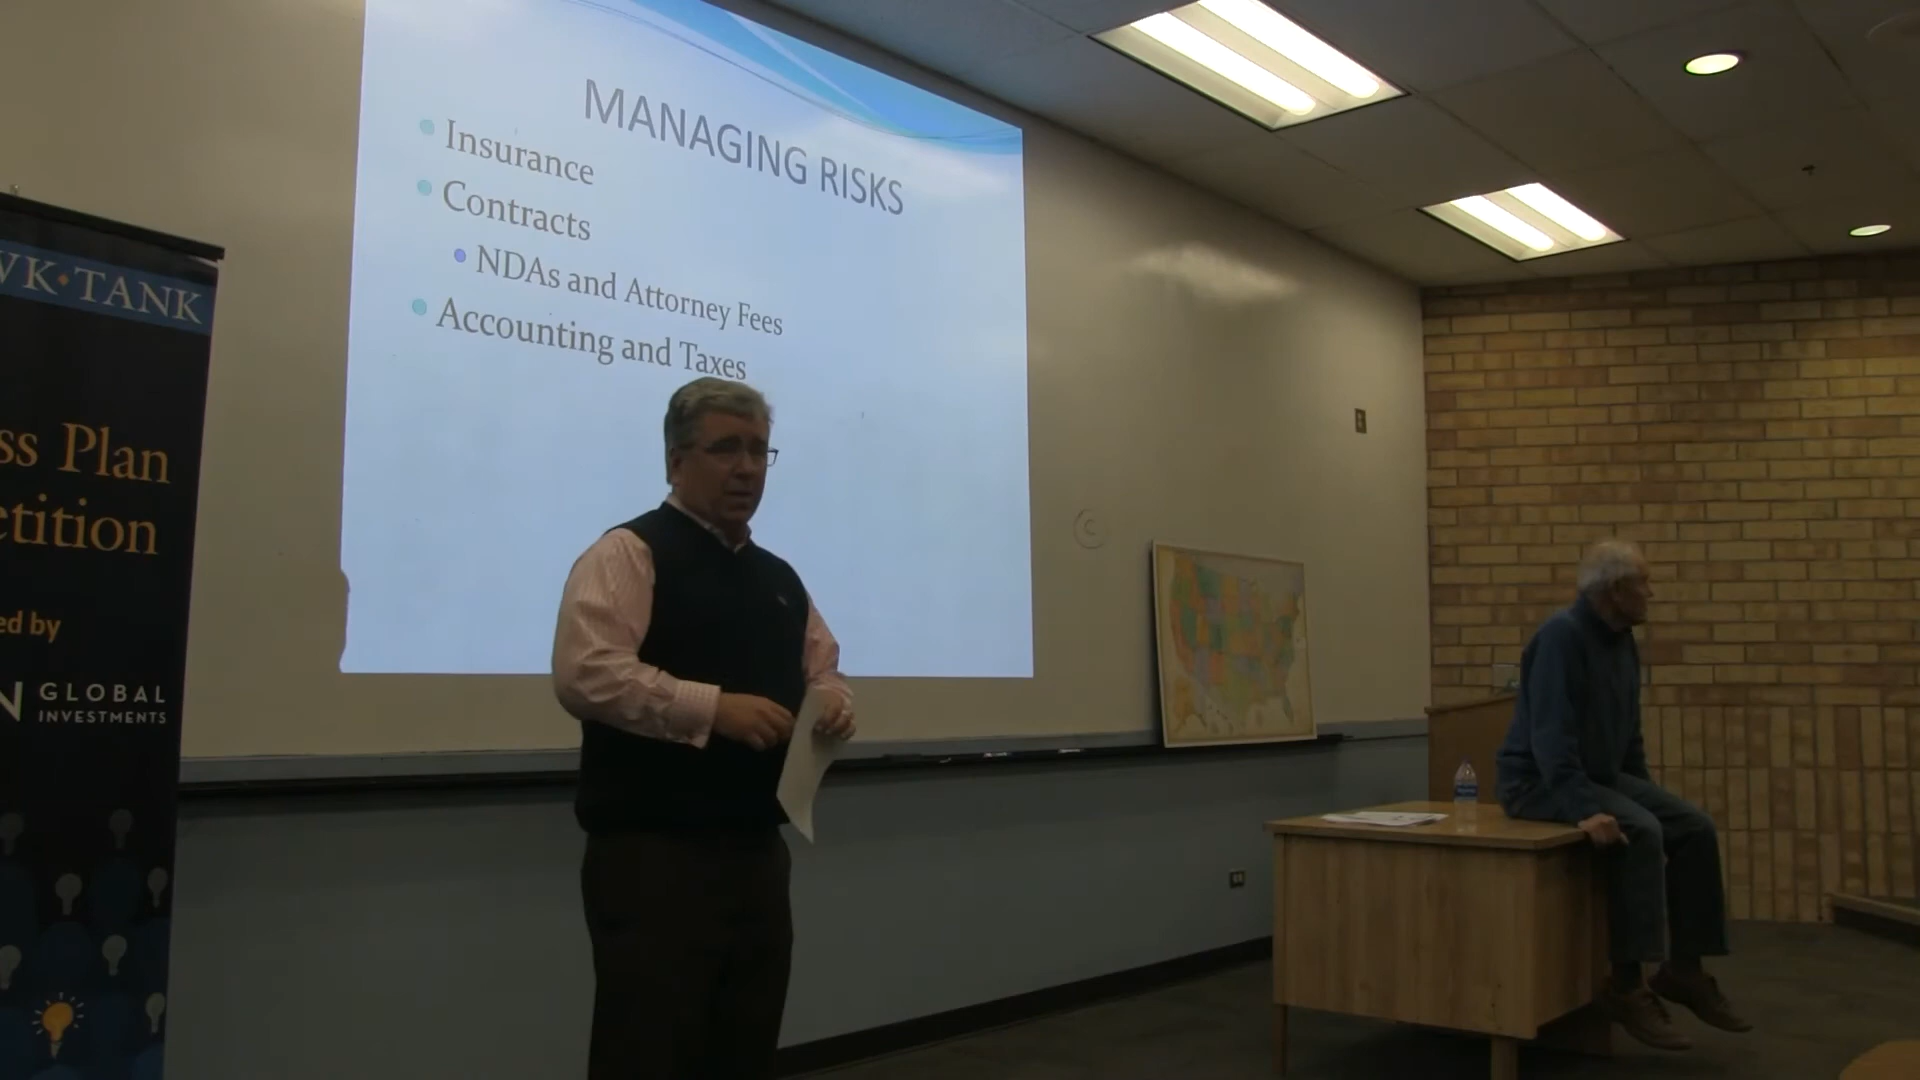 MANAGING RISKS
Insurance
Contracts
NDAs and Attorney Fees
Accounting and Taxes
WK•TANK
ss Plan
etition
ed by
N GLOBAL
INVESTMENTS
C